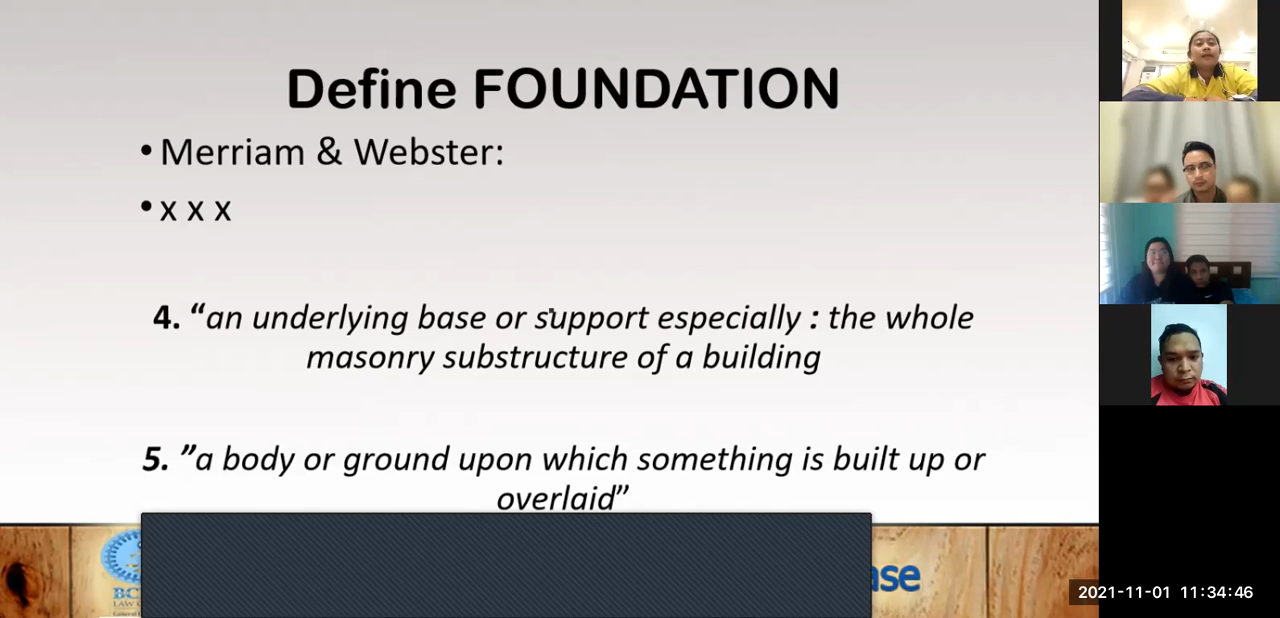 Define FOUNDATION
• Merriam & Webster:
• x x x
4. “an underlying base or support especially : the whole
masonry substructure of a building
5. ”a body or ground upon which something is built up or
overlaid”
LAW
2021-11-01 11:34:46